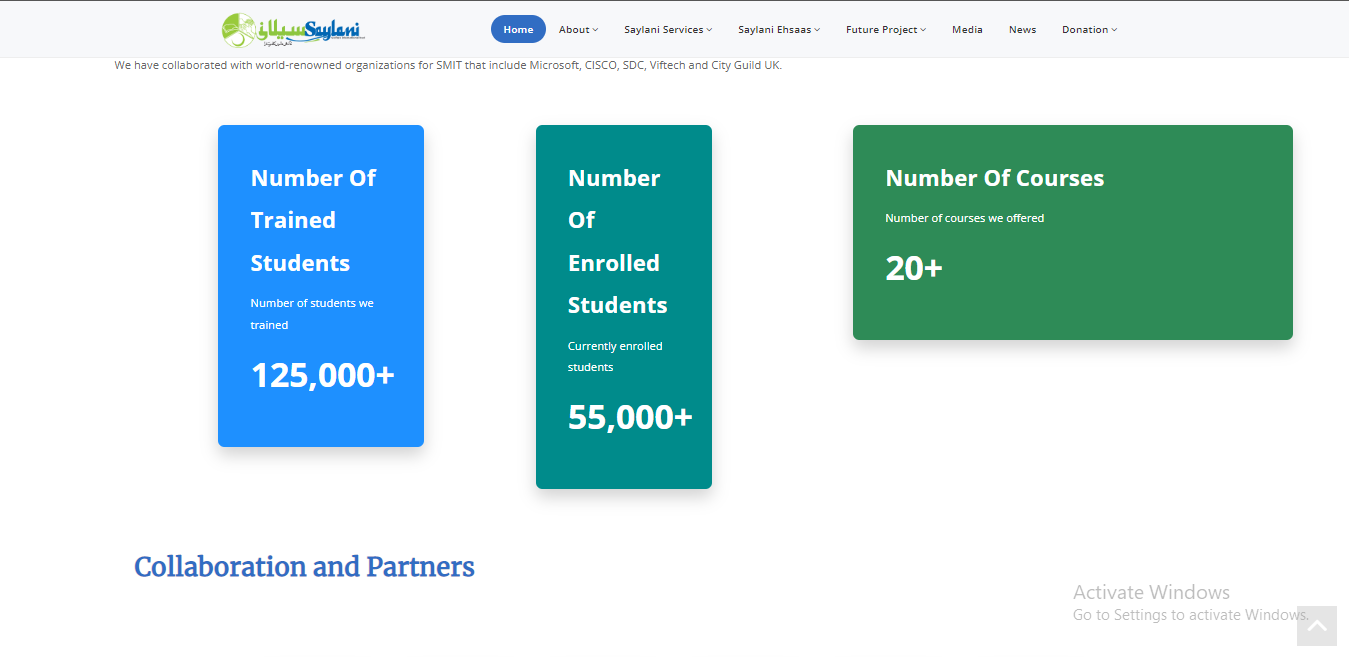 سیلانی Saylani
Home
About
Saylani Services
Saylani Ehsaas
Future Project
Media
News
Donation
We have collaborated with world-renowned organizations for SMIT that include Microsoft, CISCO, SDC, Viftech and City Guild UK.
Number Of
Trained
Students
Number of students we
trained
125,000+
Number
Of
Enrolled
Students
Currently enrolled
students
55,000+
Number Of Courses
Number of courses we offered
20+
Collaboration and Partners
Activate Windows
Go to Settings to activate Windows.